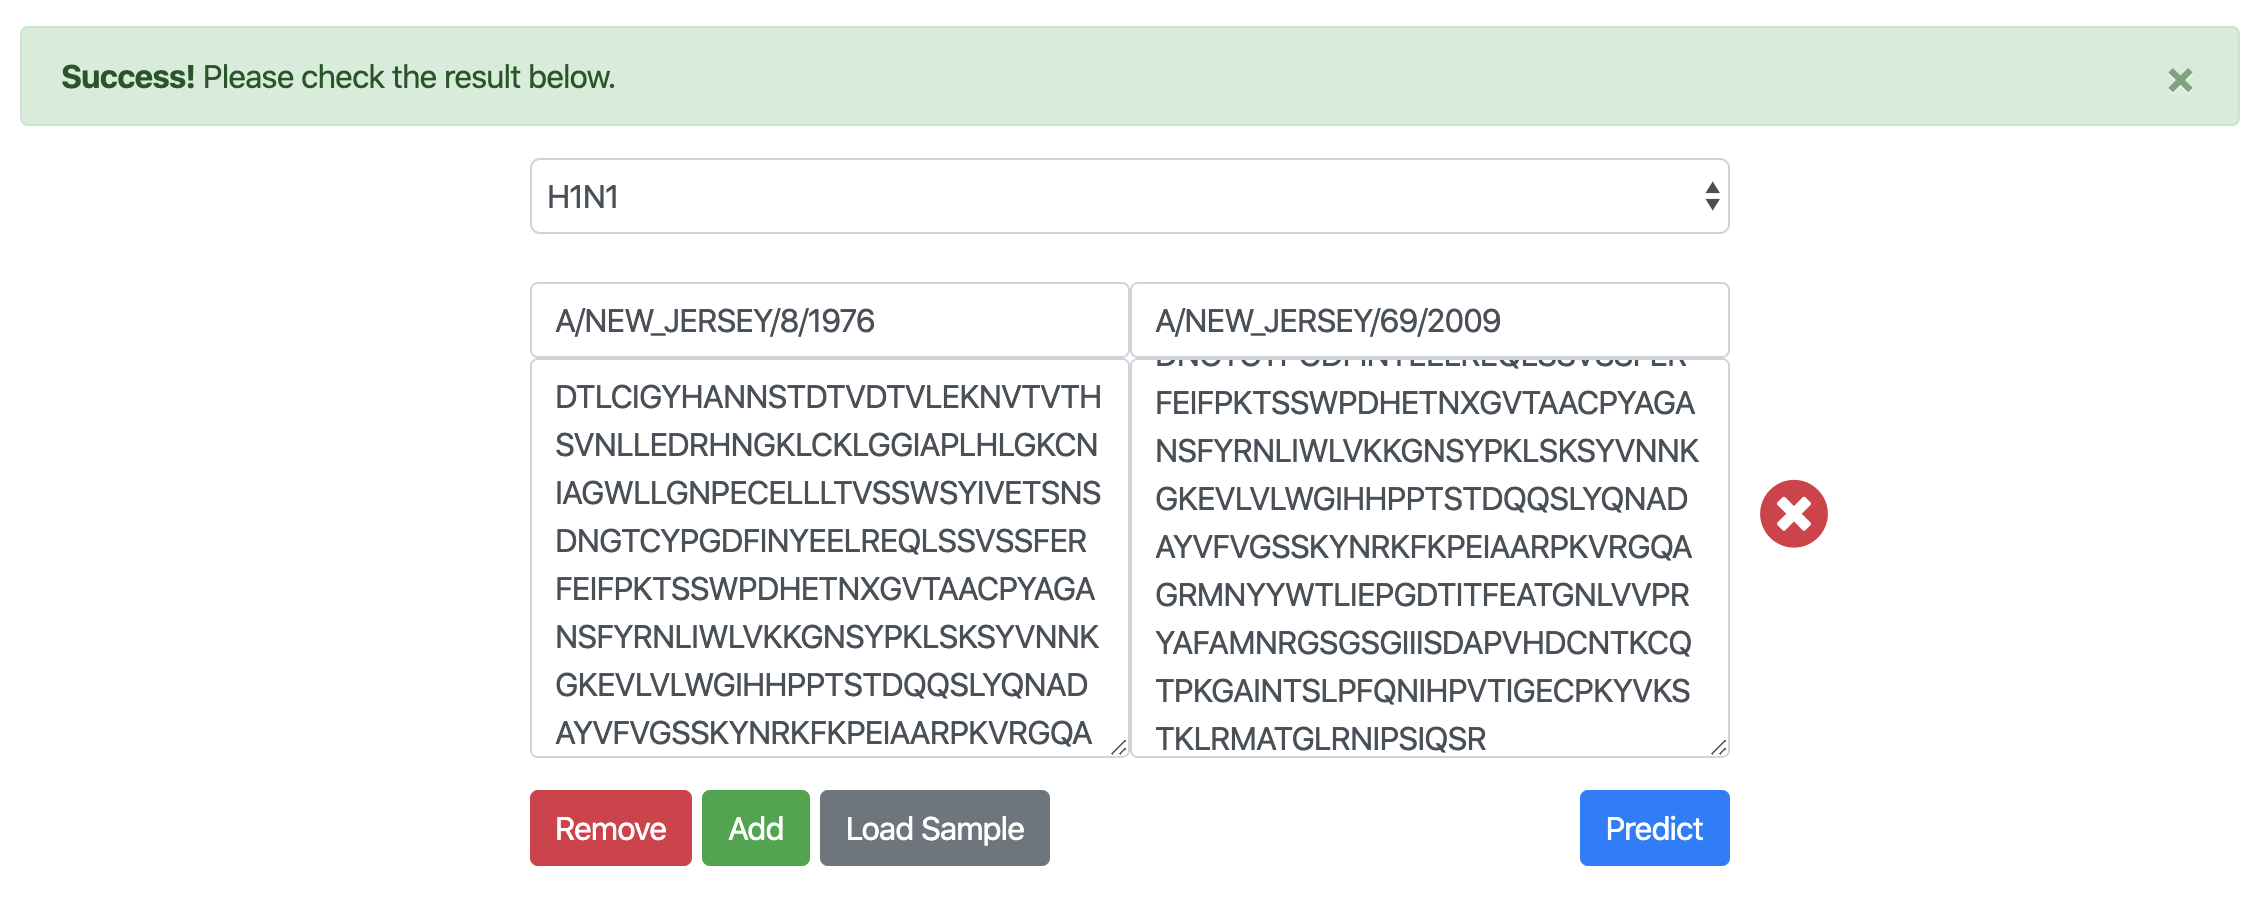 Success! Please check the result below.
H1N1
A/NEW_JERSEY/8/1976
A/NEW_JERSEY/69/2009
DTLCIGYHANNSTDTVDTVLEKNVTVTH
SVNLLEDRHNGKLCKLGGIAPLHLGKCN
IAGWLLGNPECELLLTVSSWSYIVETSNS
DNGTCYPGDFINYEELREQLSSVSSFER
FEIFPKTSSWPDHETNXGVTAACPYAGA
NSFYRNLIWLVKKGNSYPKLSKSYVNNK
GKEVLVLWGIHHPPTSTDQQSLYQNAD
AYVFVGSSKYNRKFKPEIAARPKVRGQA
FEIFPKTSSWPDHETNXGVTAACPYAGA
NSFYRNLIWLVKKGNSYPKLSKSYVNNK
GKEVLVLWGIHHPPTSTDQQSLYQNAD
AYVFVGSSKYNRKFKPEIAARPKVRGQA
GRMNYYWTLIEPGDTITFEATGNLVVPR
YAFAMNRGSGSGIIISDAPVHDCNTKCQ
TPKGAINTSLPFQNIHPVTIGECPKYVKS
TKLRMATGLRNIPSIQSR
Remove
Add
Load Sample
Predict